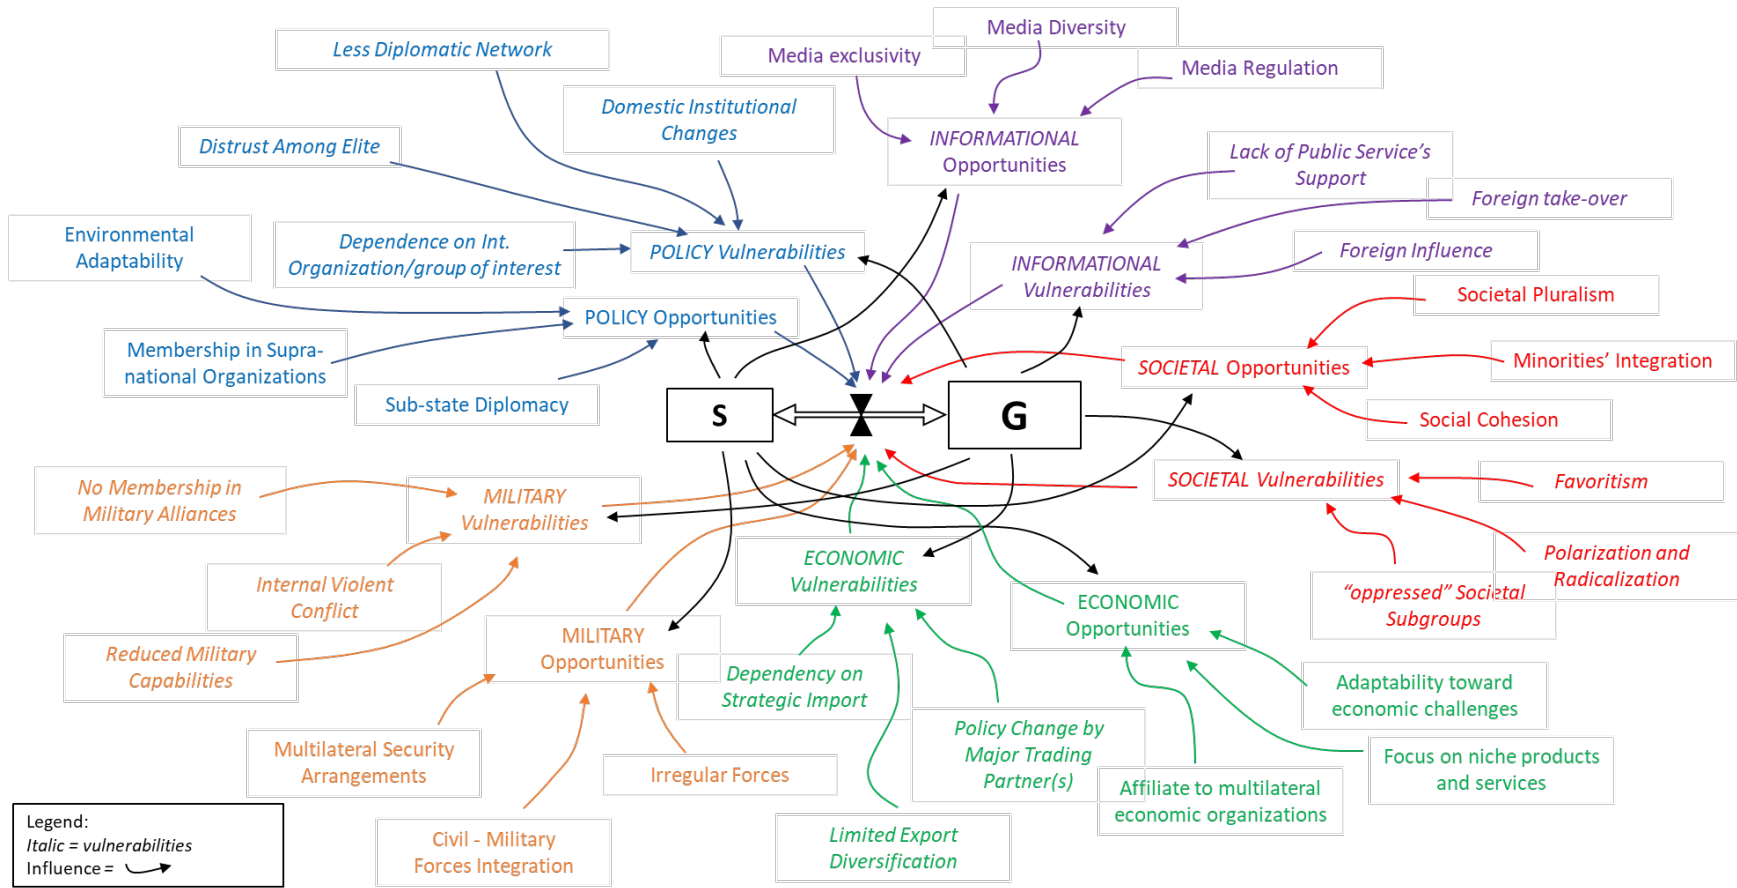 Less Diplomatic Network
Domestic Institutional
Changes
Distrust Among Elite
Dependence on Int.
Organization/group of interest
POLICY Vulnerabilities
Environmental
Adaptability
POLICY Opportunities
Membership in Supra-
national Organizations
Sub-state Diplomacy
Media exclusivity
Media Diversity
Media Regulation
INFORMATIONAL
Opportunities
Lack of Public Service’s
Support
Foreign take-over
Foreign Influence
INFORMATIONAL
Vulnerabilities
Societal Pluralism
SOCIETAL Opportunities
Minorities’ Integration
Social Cohesion
S
G
SOCIETAL Vulnerabilities
Favoritism
Polarization and
Radicalization
“oppressed” Societal
Subgroups
No Membership in
Military Alliances
MILITARY
Vulnerabilities
Internal Violent
Conflict
Reduced Military
Capabilities
MILITARY
Opportunities
Multilateral Security
Arrangements
Irregular Forces
Civil - Military
Forces Integration
ECONOMIC
Vulnerabilities
Dependency on
Strategic Import
Policy Change by
Major Trading
Partner(s)
Limited Export
Diversification
ECONOMIC
Opportunities
Adaptability toward
economic challenges
Focus on niche products
and services
Affiliate to multilateral
economic organizations
Legend:
Italic = vulnerabilities
Influence =